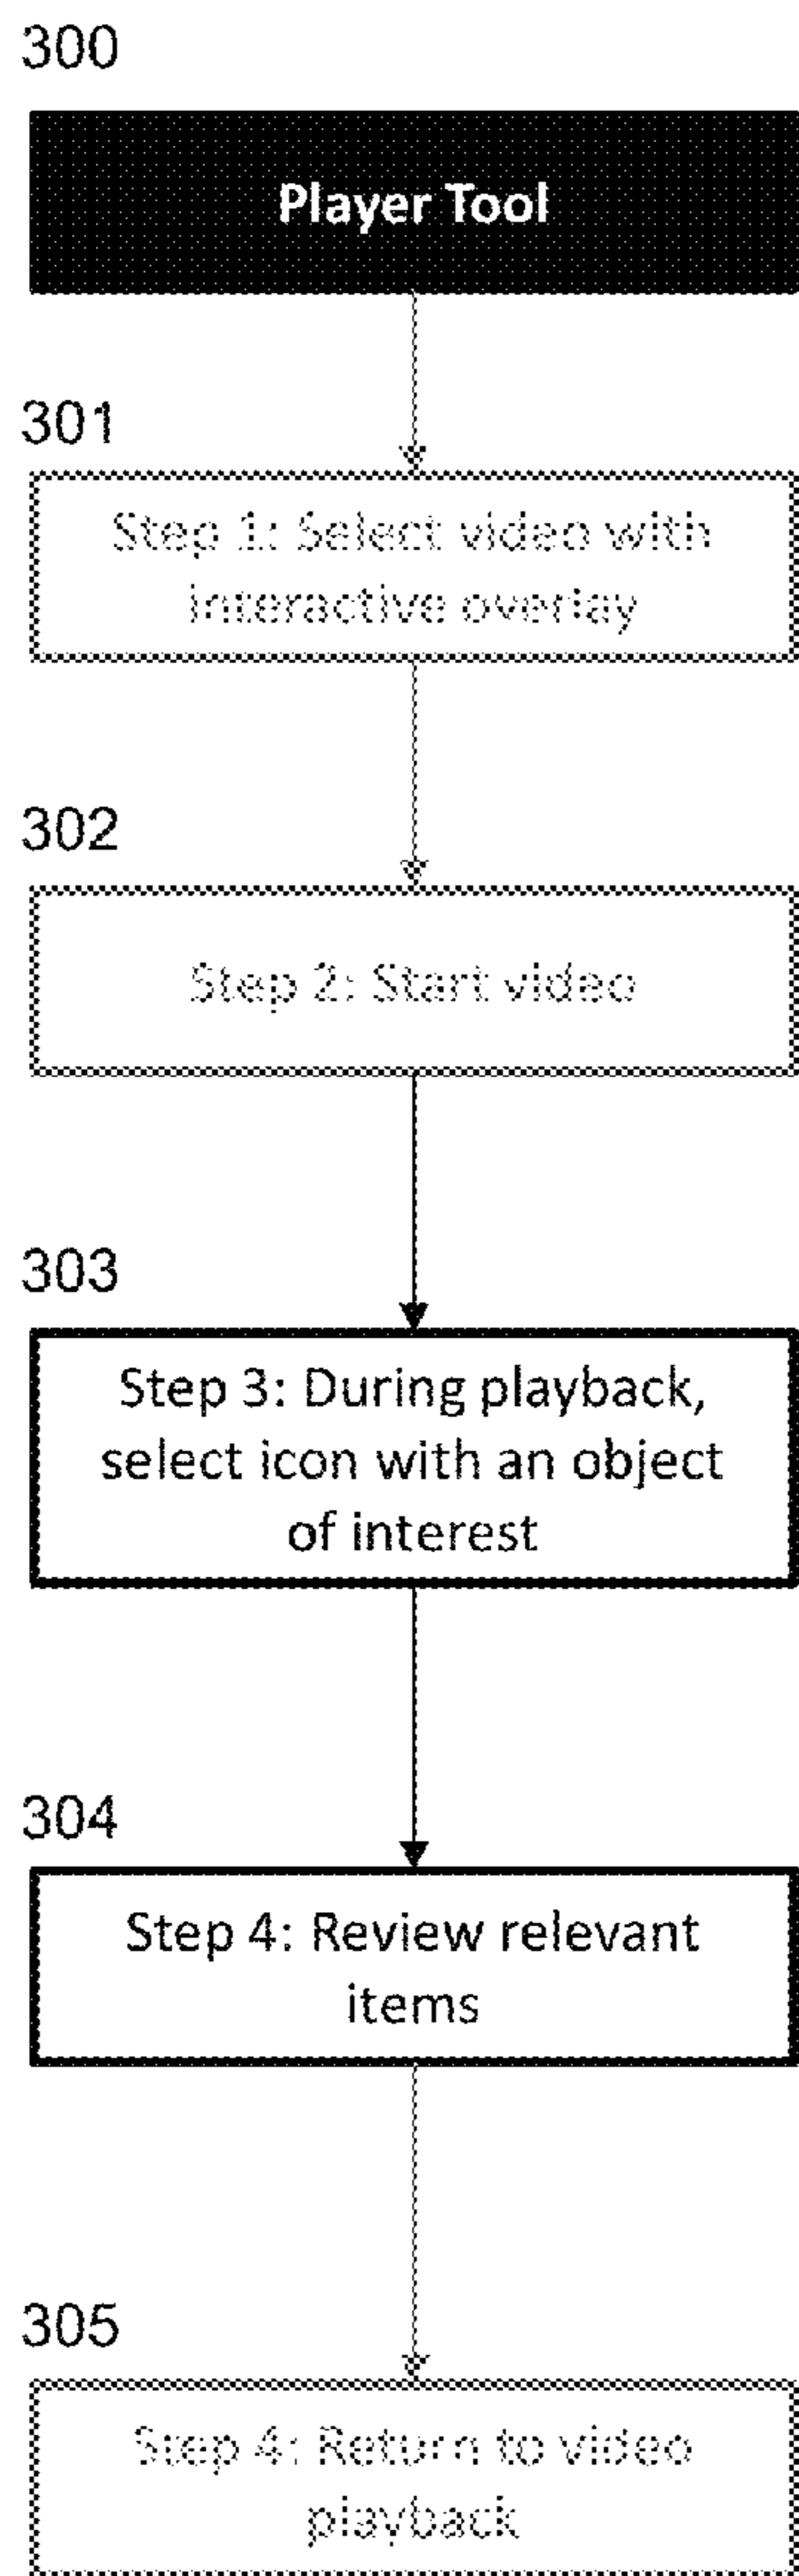 300
Player Tool
301
Step 1: Select video with
interactive overlay
302
Step 2: Start video
303
Step 3: During playback,
select icon with an object
of interest
304
Step 4: Review relevant
items
305
Step 4: Return to video
playback